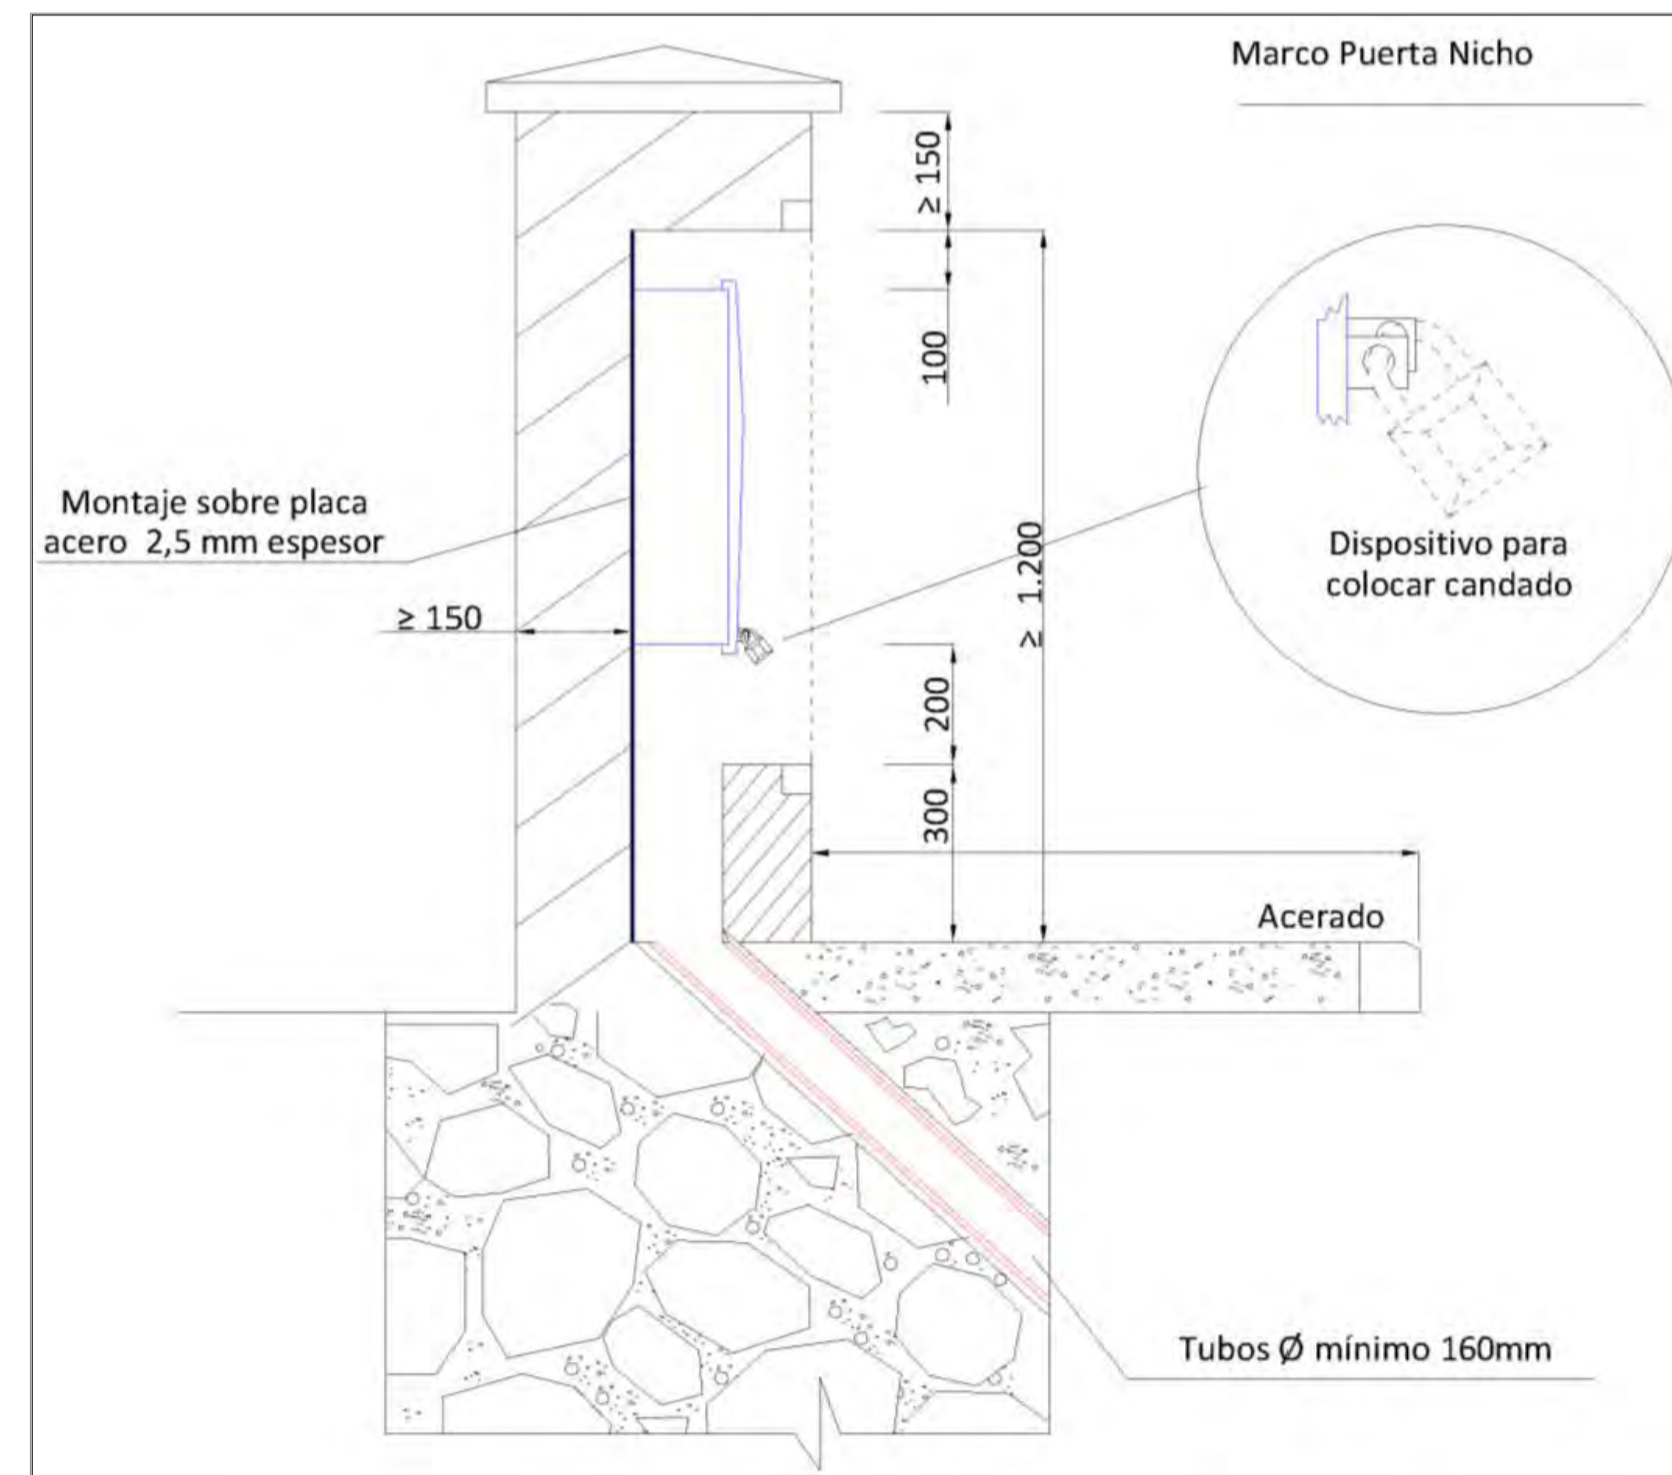 Marco Puerta Nicho
≥ 150
100
Montaje sobre placa
acero 2,5 mm espesor
≥ 150
≥ 1.200
Dispositivo para
colocar candado
200
300
Acerado
Tubos Ø mínimo 160mm